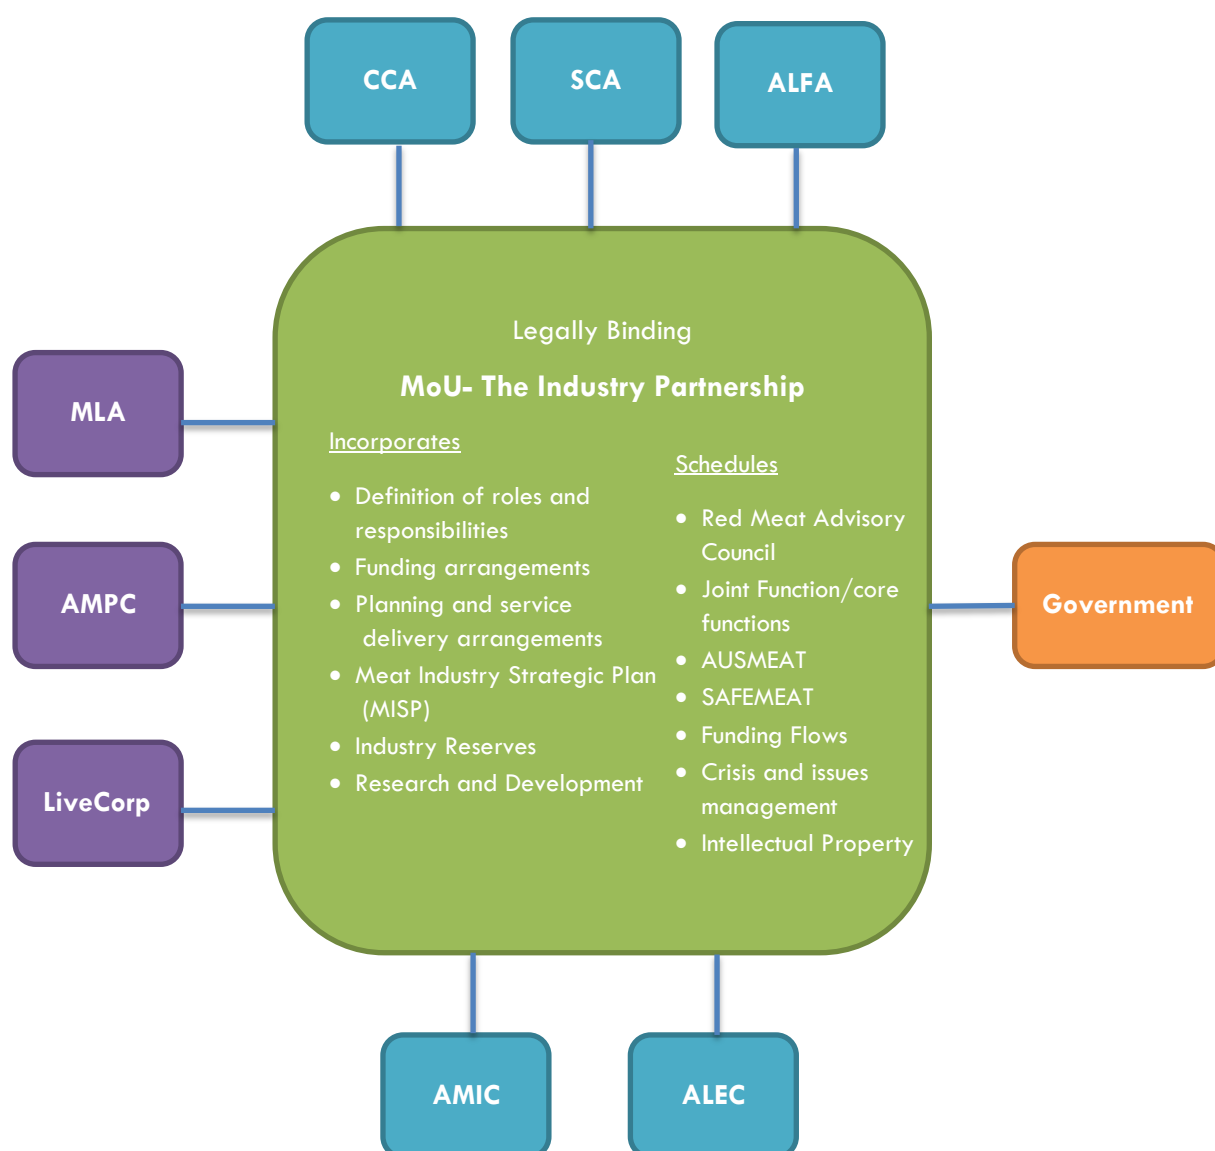 CCA
SCA
ALFA
Legally Binding
MoU- The Industry Partnership
MLA
AMPC
LiveCorp
Incorporates
• Definition of roles and
responsibilities
• Funding arrangements
• Planning and service
delivery arrangements
• Meat Industry Strategic Plan
(MISP)
• Industry Reserves
• Research and Development
Schedules
• Red Meat Advisory
Council
• Joint Function/core
functions
• AUSMEAT
• SAFEMEAT
• Funding Flows
• Crisis and issues
management
• Intellectual Property
Government
AMIC
ALEC